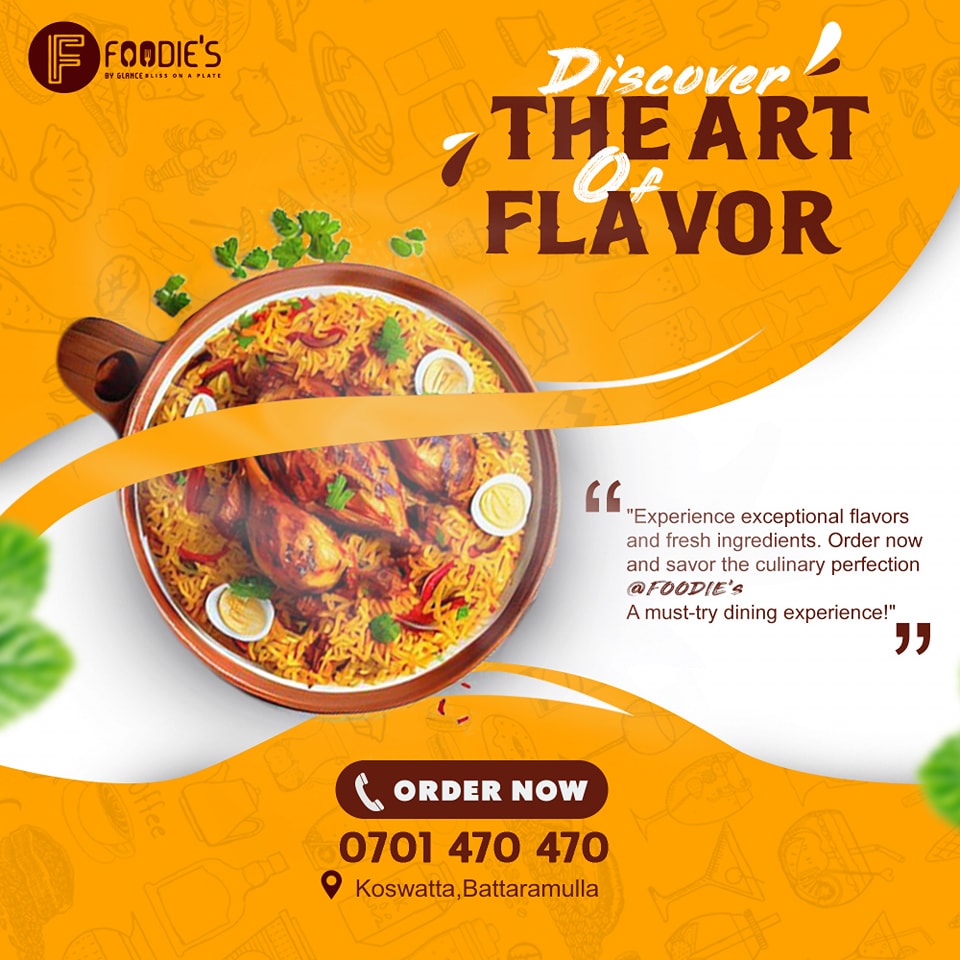 F FOODIE'S
BY GLANCE BLISS ON A PLATE
Discover
THE ART
Of
FLAVOR
"Experience exceptional flavors
and fresh ingredients. Order now
and savor the culinary perfection
@FOODIE's
A must-try dining experience!"
ORDER NOW
0701 470 470
Koswatta,Battaramulla